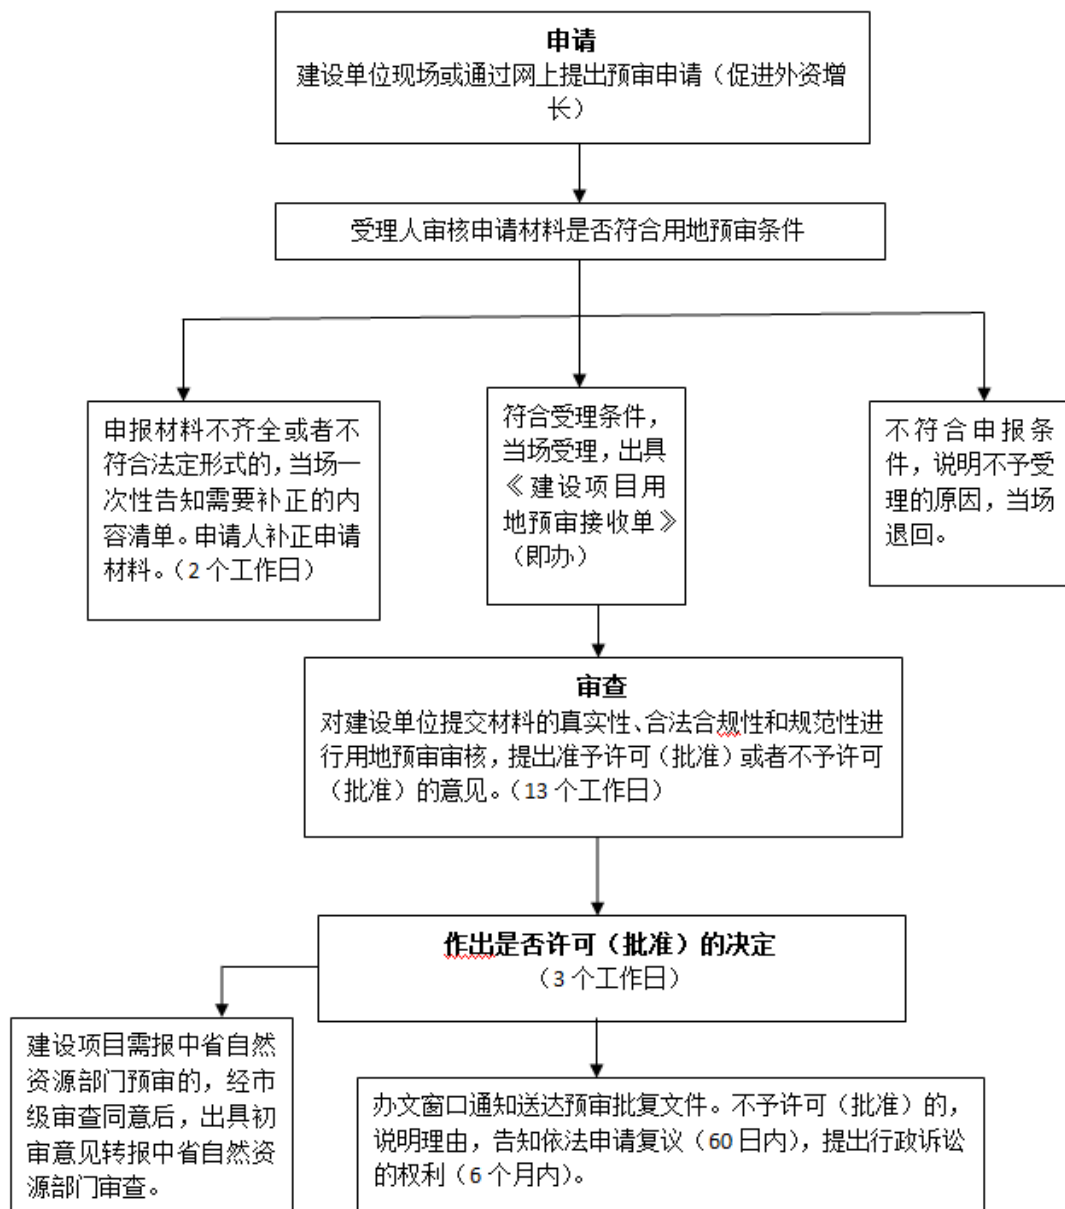 申请
建设单位现场或通过网上提出预审申请（促进外资增
长）
受理人审核申请材料是否符合用地预审条件
申报材料不齐全或者不
符合法定形式的，当场一
次性告知需要补正的内
容清单。申请人补正申请
材料。（2 个工作日）
符合受理条件，
当场受理，出具
《建设项目用
地预审接收单》
（即办）
不符合申报条
件，说明不予受
理的原因，当场
退回。
审查
对建设单位提交材料的真实性、合法合规性和规范性进
行用地预审审核，提出准予许可（批准）或者不予许可
（批准）的意见。（13 个工作日）
作出是否许可（批准）的决定
（3 个工作日）
建设项目需报中省自然
资源部门预审的，经市
级审查同意后，出具初
审意见转报中省自然资
源部门审查。
办文窗口通知送达预审批复文件。不予许可（批准）的，
说明理由，告知依法申请复议（60 日内），提出行政诉讼
的权利（6 个月内）。